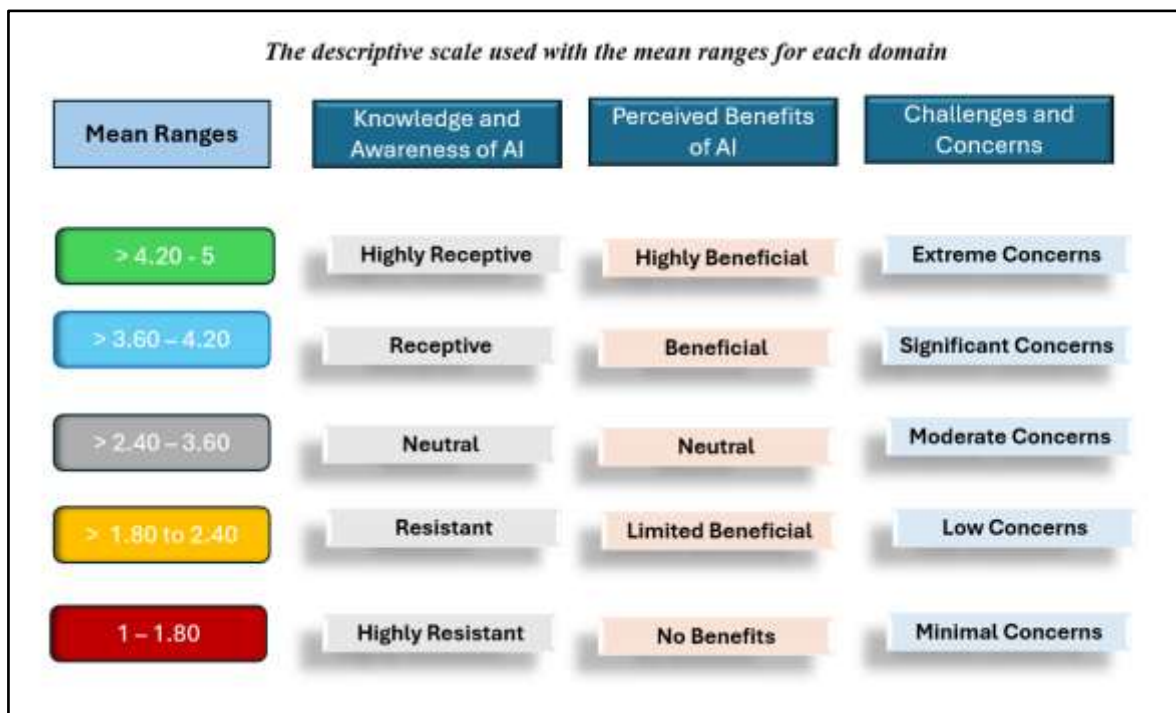 The descriptive scale used with the mean ranges for each domain
Mean Ranges
Knowledge and
Awareness of AI
Perceived Benefits
of AI
Challenges and
Concerns
> 4.20 - 5
Highly Receptive
Highly Beneficial
Extreme Concerns
> 3.60 – 4.20
Receptive
Beneficial
Significant Concerns
> 2.40 – 3.60
Neutral
Neutral
Moderate Concerns
> 1.80 to 2.40
Resistant
Limited Beneficial
Low Concerns
1 – 1.80
Highly Resistant
No Benefits
Minimal Concerns